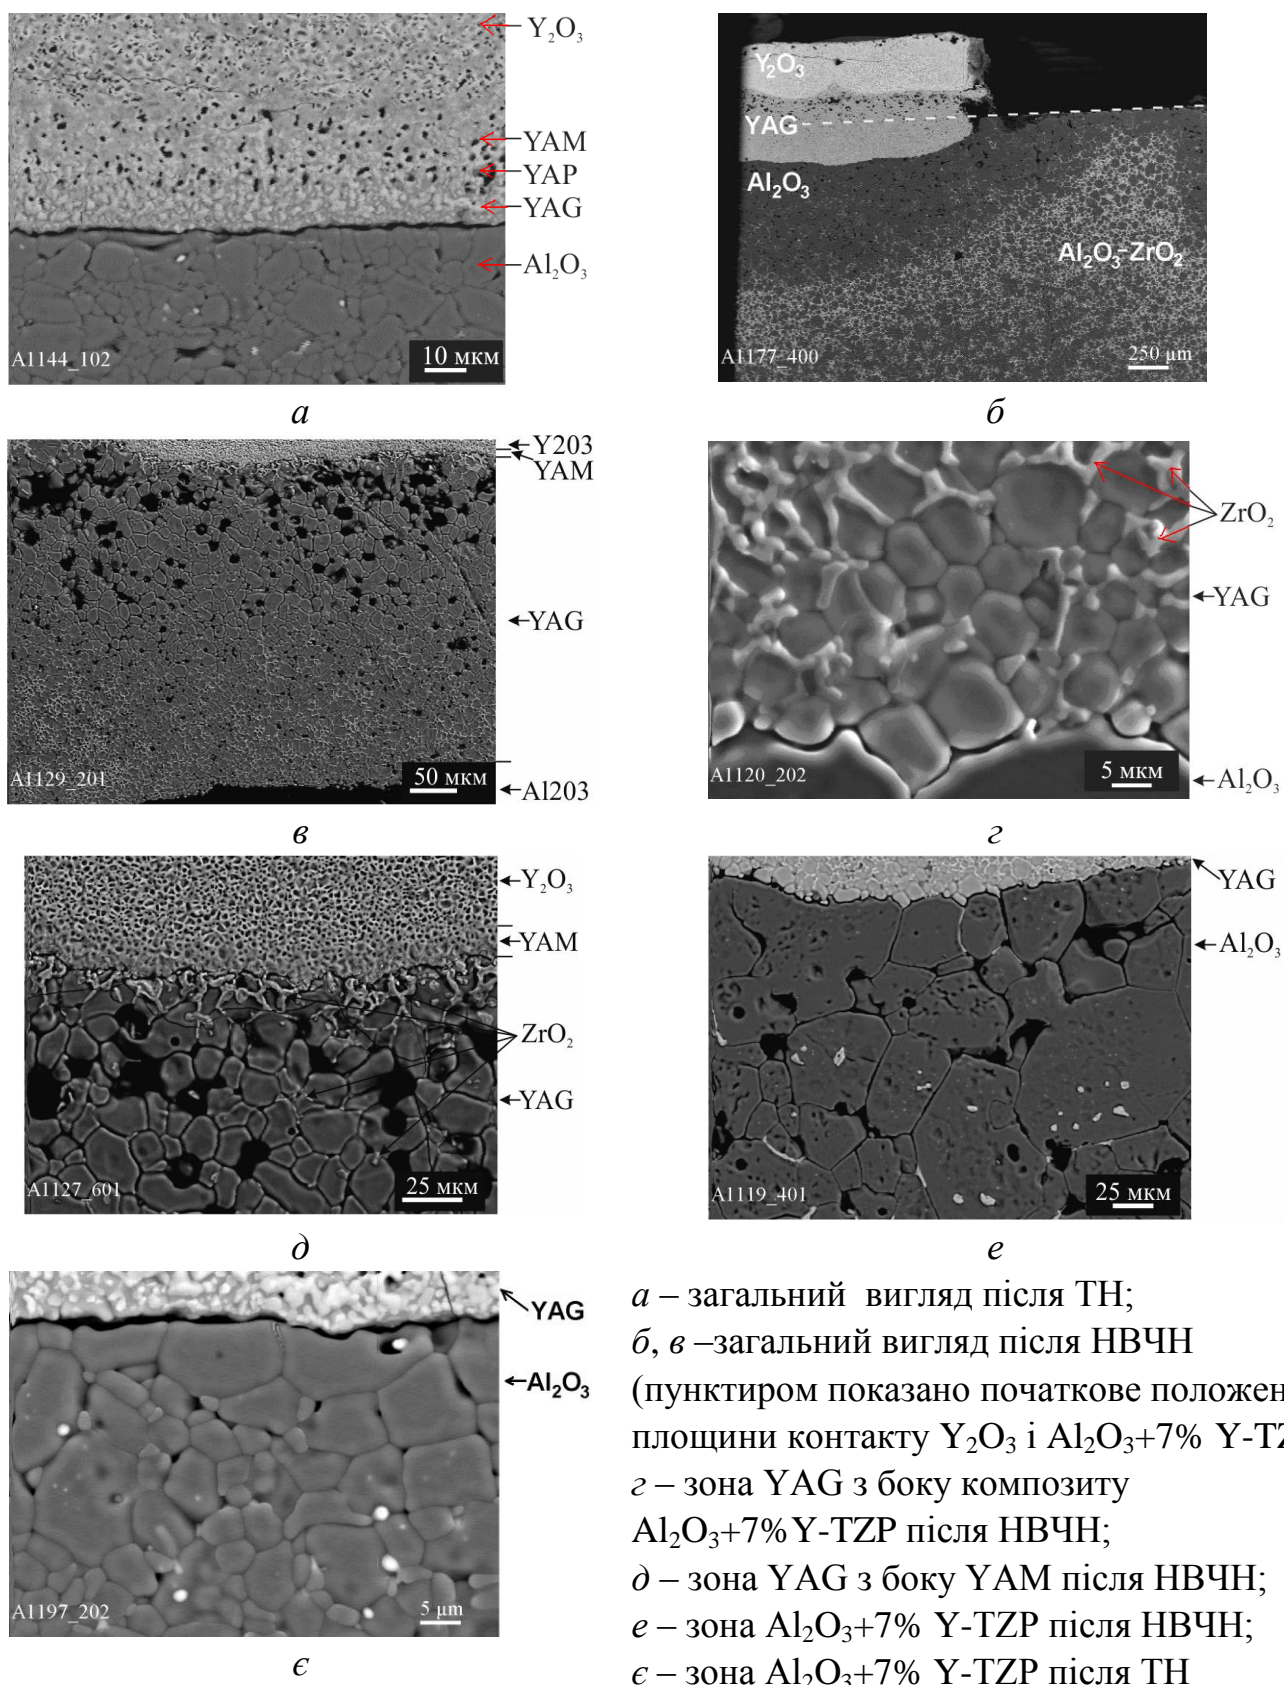 Y₂O₃
YAM
YAP
YAG
Al₂O₃
A1144_102
10 мкм
а
Y₂O₃
YAG
Al₂O₃
Al₂O₃-ZrO₂
A1177_400
250 µm
б
Y203
YAM
YAG
A1129_201
50 мкм
Al203
в
ZrO₂
YAG
A1120_202
5 мкм
Al₂O₃
г
Y₂O₃
YAM
ZrO₂
YAG
A1127_601
25 мкм
д
YAG
Al₂O₃
A1119_401
25 мкм
е
YAG
Al₂O₃
A1197_202
5 µm
є
а – загальний вигляд після ТН;
б, в –загальний вигляд після НВЧН
(пунктиром показано початкове положен
площини контакту Y₂O₃ і Al₂O₃+7% Y-TZ
г – зона YAG з боку композиту
Al₂O₃+7%Y-TZP після НВЧН;
д – зона YAG з боку YAM після НВЧН;
е – зона Al₂O₃+7% Y-TZP після НВЧН;
є – зона Al₂O₃+7% Y-TZP після ТН